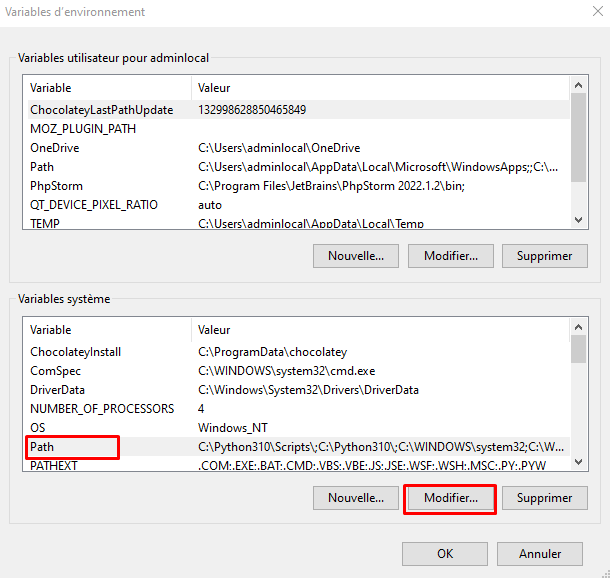 Variables d'environnement
Variables utilisateur pour adminlocal
Variable Valeur
ChocolateyLastPathUpdate 132998628850465849
MOZ_PLUGIN_PATH
OneDrive C:\Users\adminlocal\OneDrive
Path C:\Users\adminlocal\AppData\Local\Microsoft\WindowsApps;;C:\...
PhpStorm C:\Program Files\JetBrains\PhpStorm 2022.1.2\bin;
QT_DEVICE_PIXEL_RATIO auto
TEMP C:\Users\adminlocal\AppData\Local\Temp
Nouvelle... Modifier... Supprimer
Variables système
Variable Valeur
ChocolateyInstall C:\ProgramData\chocolatey
ComSpec C:\WINDOWS\system32\cmd.exe
DriverData C:\Windows\System32\Drivers\DriverData
NUMBER_OF_PROCESSORS 4
OS Windows_NT
Path C:\Python310\Scripts\;C:\Python310\;C:\WINDOWS\system32;C:\W...
PATHEXT .COM;.EXE;.BAT;.CMD;.VBS;.VBE;.JS;.JSE;.WSF;.WSH;.MSC;.PY;.PYW
Nouvelle... Modifier... Supprimer
OK Annuler